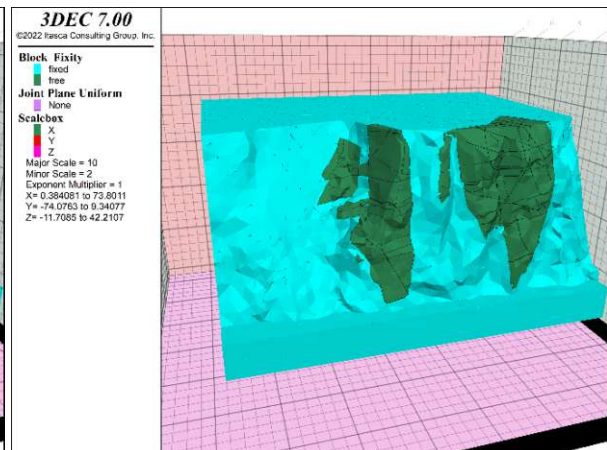 3DEC 7.00
©2022 Itasca Consulting Group, Inc.
Block Fixity
fixed
free
Joint Plane Uniform
None
Scalebox
X
Y
Z
Major Scale = 10
Minor Scale = 2
Exponent Multiplier = 1
X= 0.384081 to 73.8011
Y= -74.0763 to 9.34077
Z= -11.7085 to 42.2107